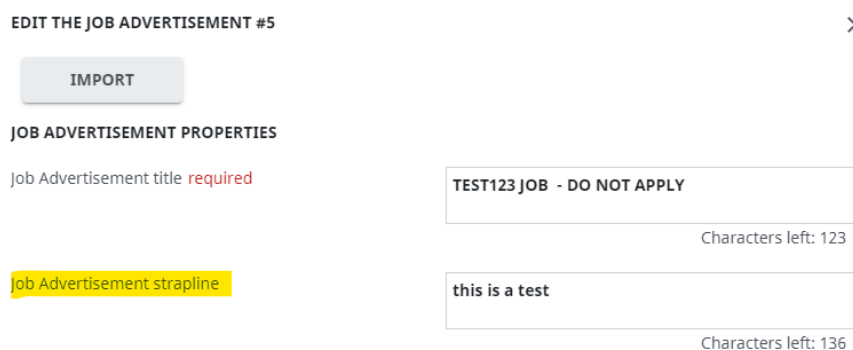 EDIT THE JOB ADVERTISEMENT #5
IMPORT
JOB ADVERTISEMENT PROPERTIES
Job Advertisement title required
TEST123 JOB - DO NOT APPLY
Characters left: 123
Job Advertisement strapline
this is a test
Characters left: 136